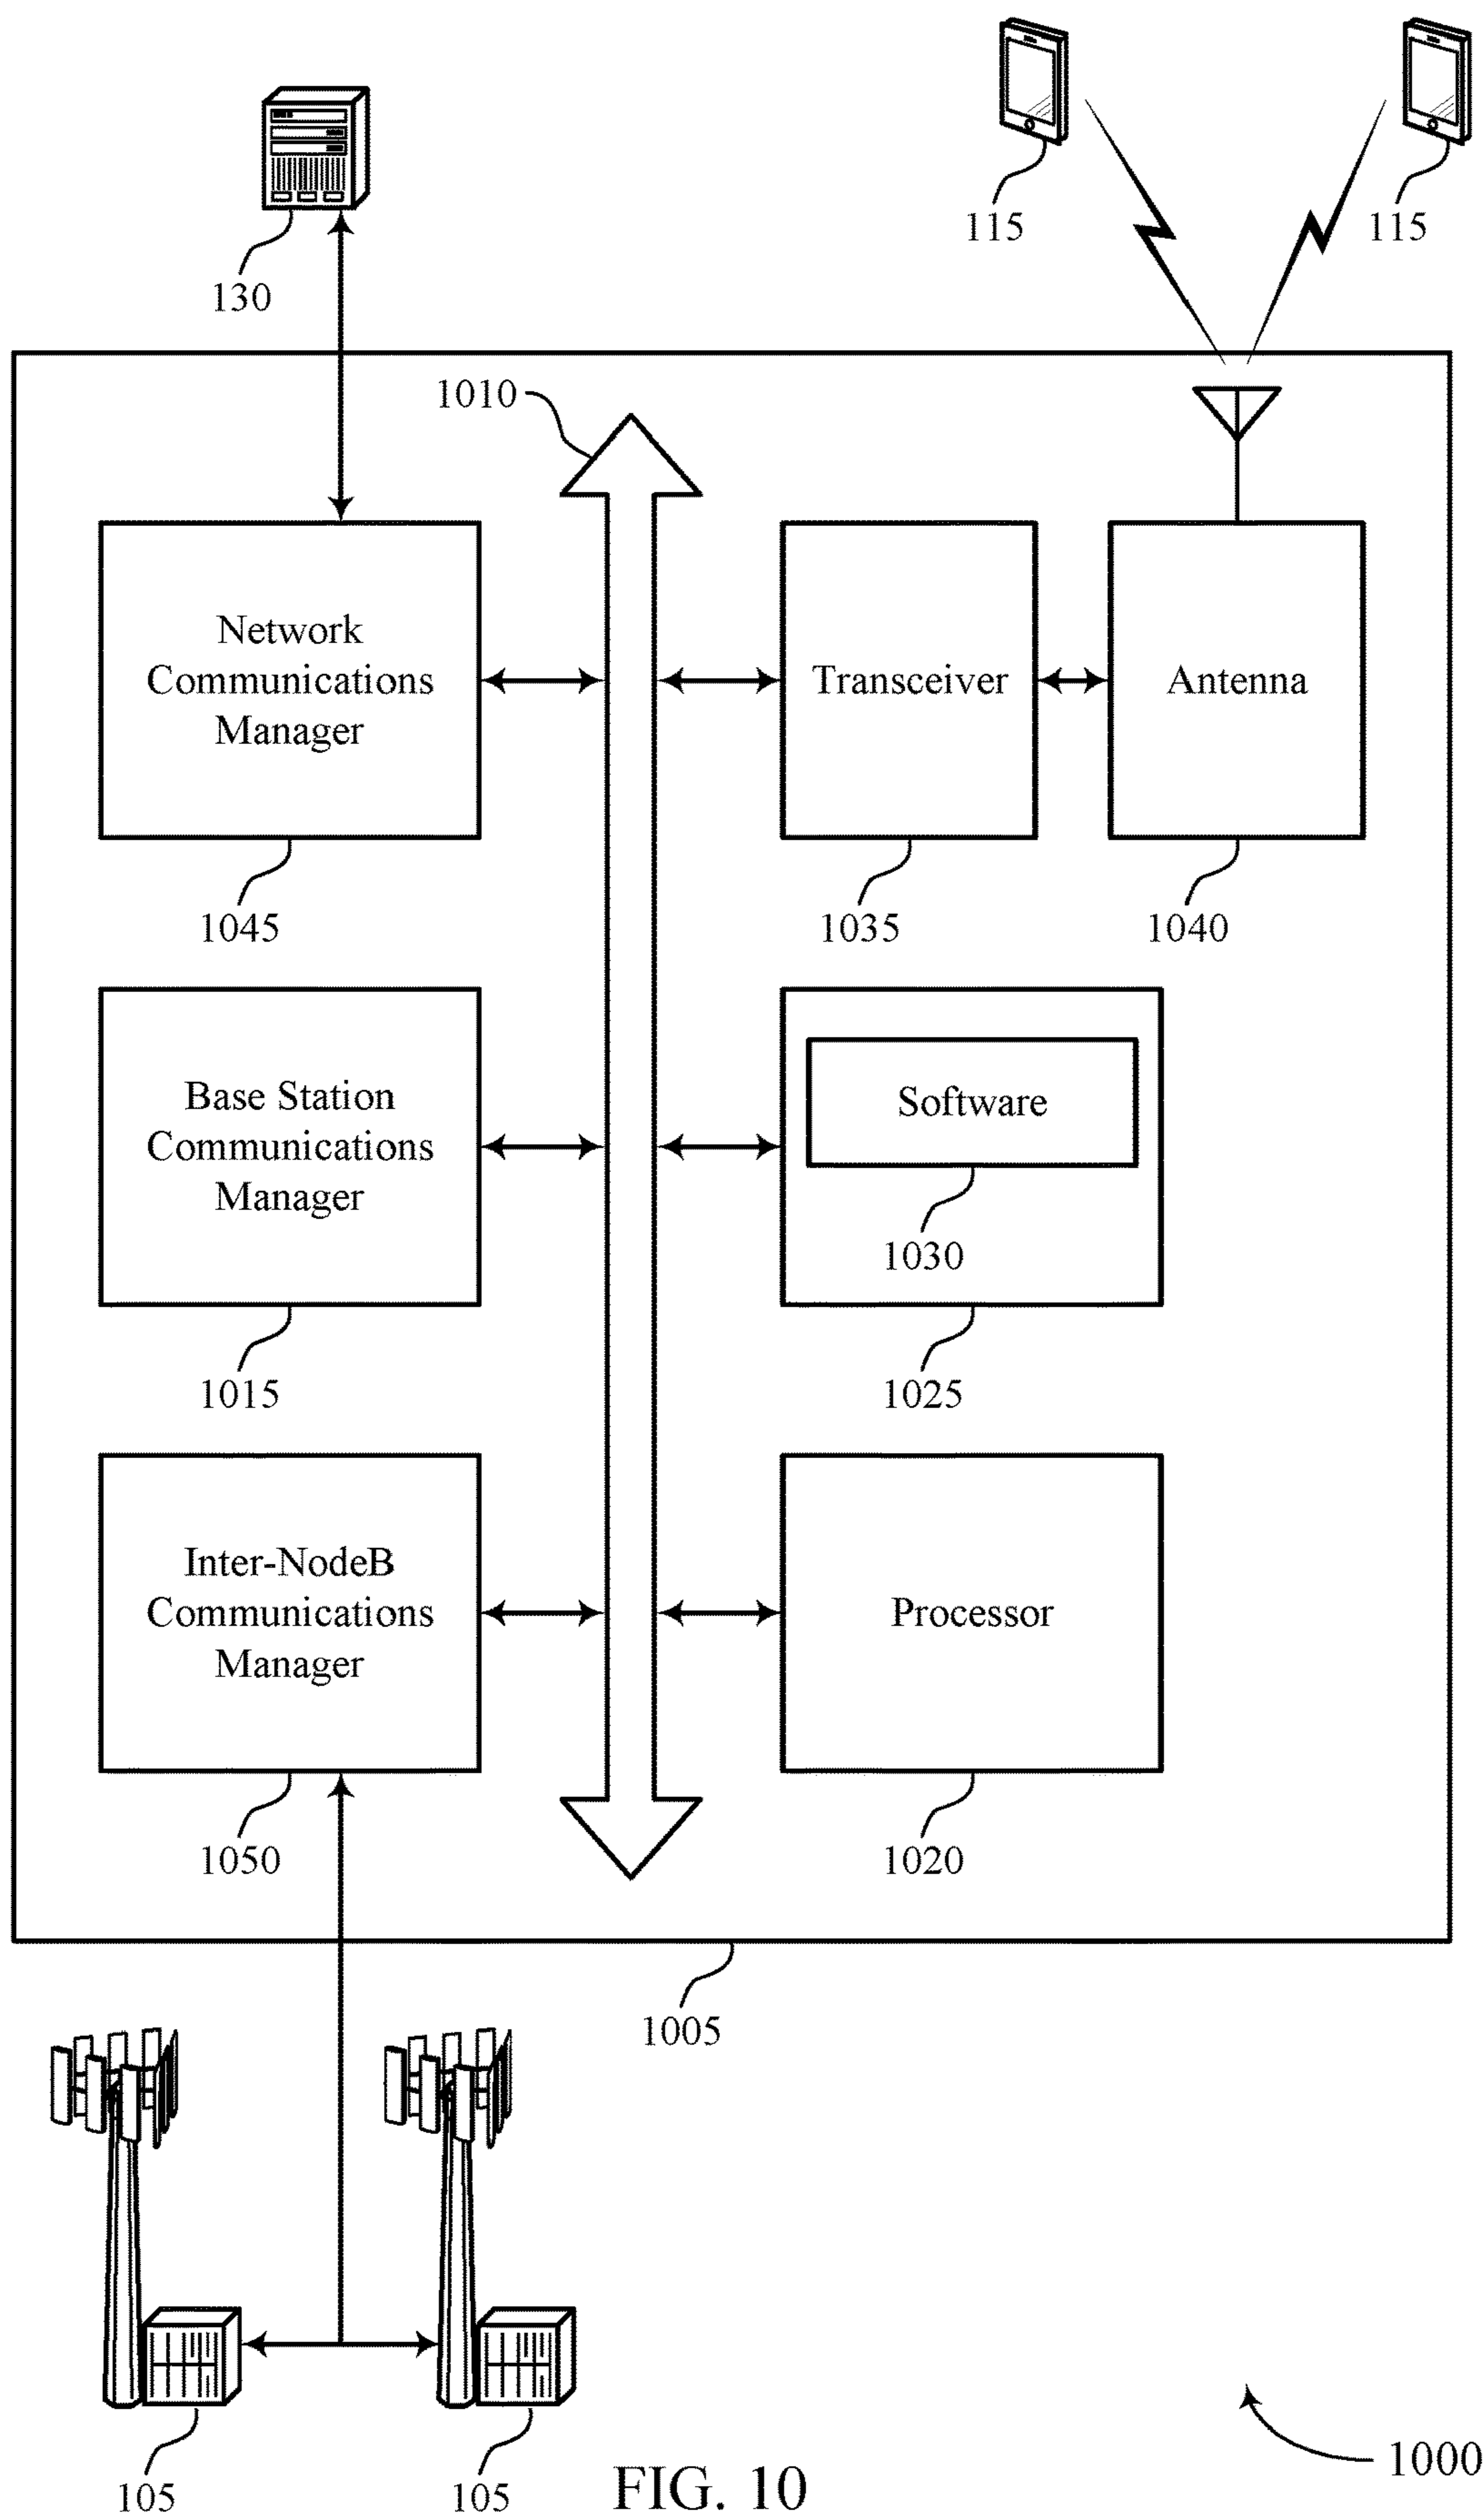 115
115
130
1010
Network
Communications
Manager
Transceiver
Antenna
1045
1035
1040
Base Station
Communications
Manager
Software
1030
1015
1025
Inter-NodeB
Communications
Manager
Processor
1050
1020
1005
105
105
FIG. 10
1000